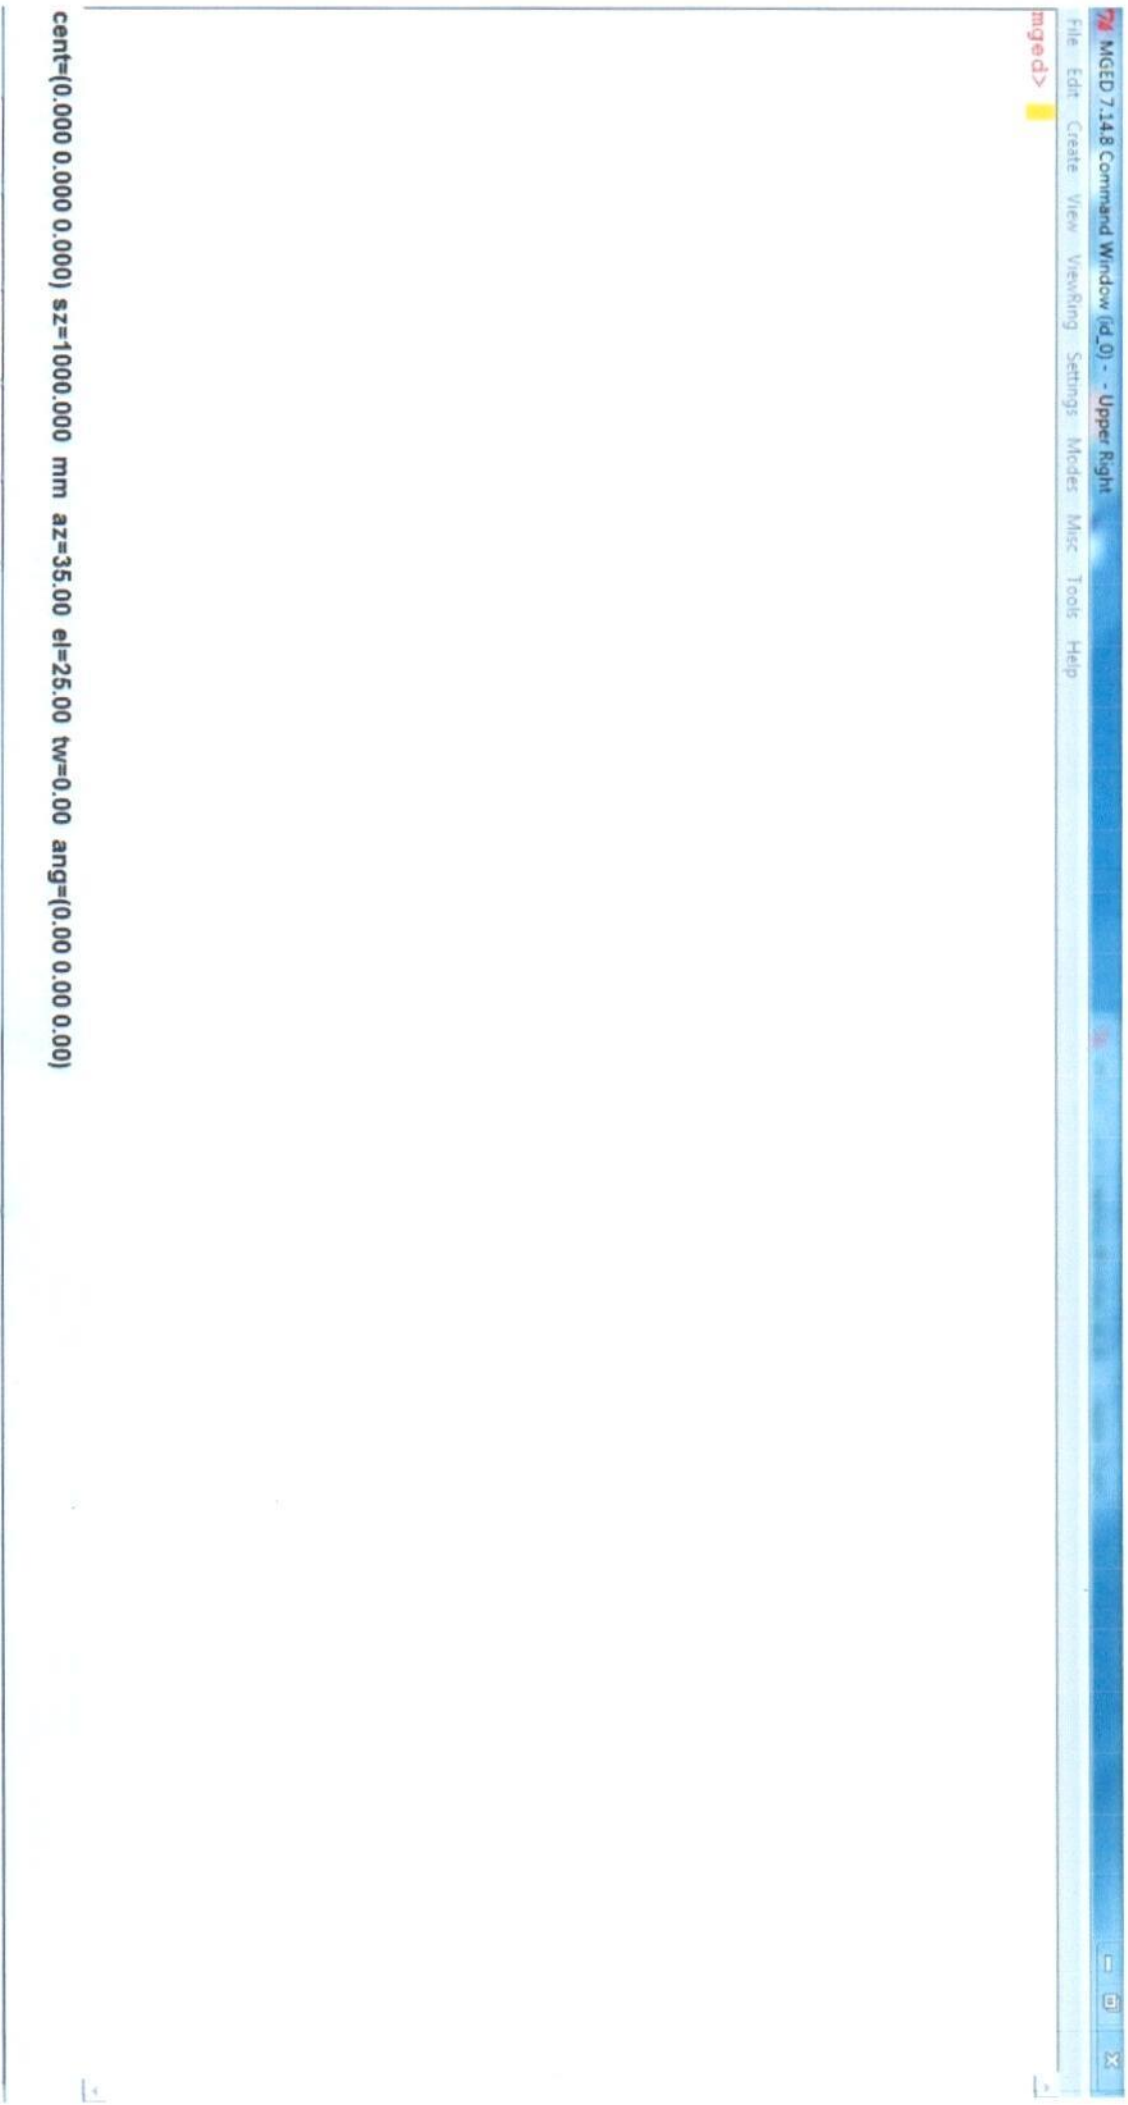 MGED 7.14.8 Command Window (id_0) - - Upper Right
File Edit Create View ViewRing Settings Modes Misc Tools Help
mged>
cent=(0.000 0.000 0.000) sz=1000.000 mm az=35.00 el=25.00 tw=0.00 ang=(0.00 0.00 0.00)